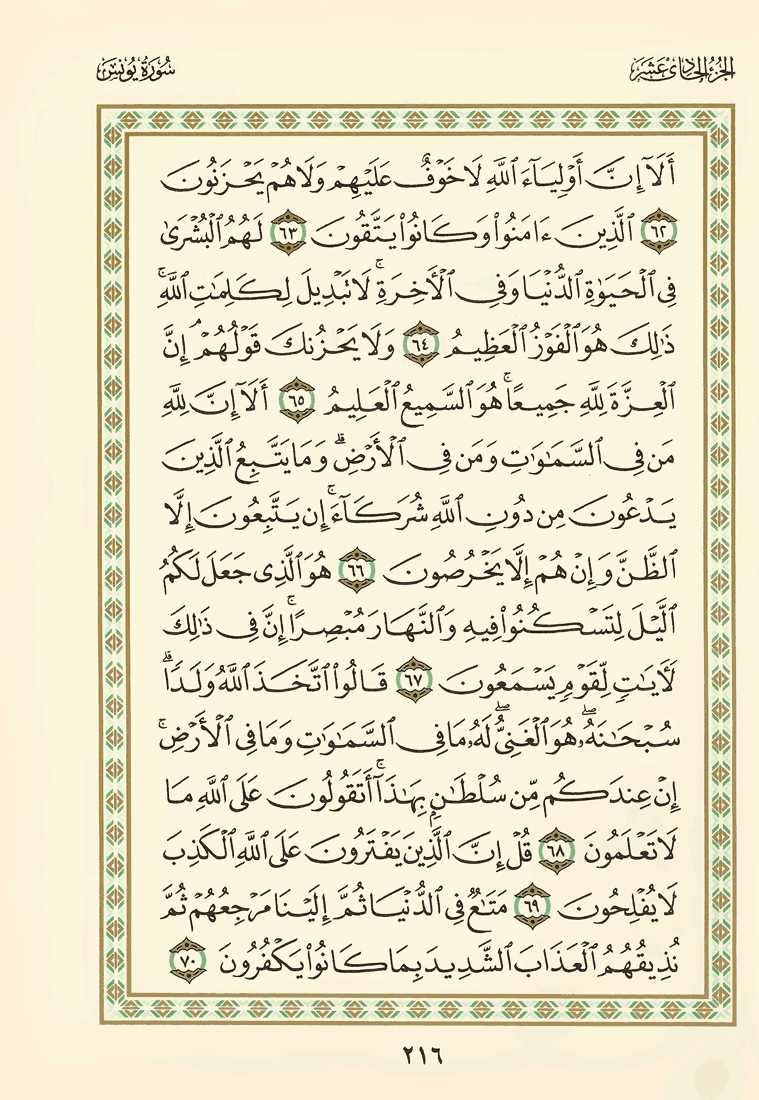 الجزء الحادي عشر
سورة يونس
أَلَآ إِنَّ أَوْلِيَآءَ ٱللَّهِ لَا خَوْفٌ عَلَيْهِمْ وَلَا هُمْ يَحْزَنُونَ
٦٢ ٱلَّذِينَ ءَامَنُوا۟ وَكَانُوا۟ يَتَّقُونَ ٦٣ لَهُمُ ٱلْبُشْرَىٰ
فِى ٱلْحَيَوٰةِ ٱلدُّنْيَا وَفِى ٱلْأَخِرَةِ ۚ لَا تَبْدِيلَ لِكَلِمَٰتِ ٱللَّهِ ۚ
ذَٰلِكَ هُوَ ٱلْفَوْزُ ٱلْعَظِيمُ ٦٤ وَلَا يَحْزُنكَ قَوْلُهُمْ ۘ إِنَّ
ٱلْعِزَّةَ لِلَّهِ جَمِيعًا ۚ هُوَ ٱلسَّمِيعُ ٱلْعَلِيمُ ٦٥ أَلَآ إِنَّ لِلَّهِ
مَن فِى ٱلسَّمَٰوَٰتِ وَمَن فِى ٱلْأَرْضِ ۗ وَمَا يَتَّبِعُ ٱلَّذِينَ
يَدْعُونَ مِن دُونِ ٱللَّهِ شُرَكَآءَ ۚ إِن يَتَّبِعُونَ إِلَّا
ٱلظَّنَّ وَإِنْ هُمْ إِلَّا يَخْرُصُونَ ٦٦ هُوَ ٱلَّذِى جَعَلَ لَكُمُ
ٱلَّيْلَ لِتَسْكُنُوا۟ فِيهِ وَٱلنَّهَارَ مُبْصِرًا ۚ إِنَّ فِى ذَٰلِكَ
لَأَيَٰتٍ لِّقَوْمٍ يَسْمَعُونَ ٦٧ قَالُوا۟ ٱتَّخَذَ ٱللَّهُ وَلَدًا ۗ
سُبْحَٰنَهُۥ ۖ هُوَ ٱلْغَنِىُّ ۖ لَهُۥ مَا فِى ٱلسَّمَٰوَٰتِ وَمَا فِى ٱلْأَرْضِ ۚ
إِنْ عِندَكُم مِّن سُلْطَٰنٍۭ بِهَٰذَآ ۚ أَتَقُولُونَ عَلَى ٱللَّهِ مَا
لَا تَعْلَمُونَ ٦٨ قُلْ إِنَّ ٱلَّذِينَ يَفْتَرُونَ عَلَى ٱللَّهِ ٱلْكَذِبَ
لَا يُفْلِحُونَ ٦٩ مَتَٰعٌ فِى ٱلدُّنْيَا ثُمَّ إِلَيْنَا مَرْجِعُهُمْ ثُمَّ
نُذِيقُهُمُ ٱلْعَذَابَ ٱلشَّدِيدَ بِمَا كَانُوا۟ يَكْفُرُونَ ٧٠
٢١٦